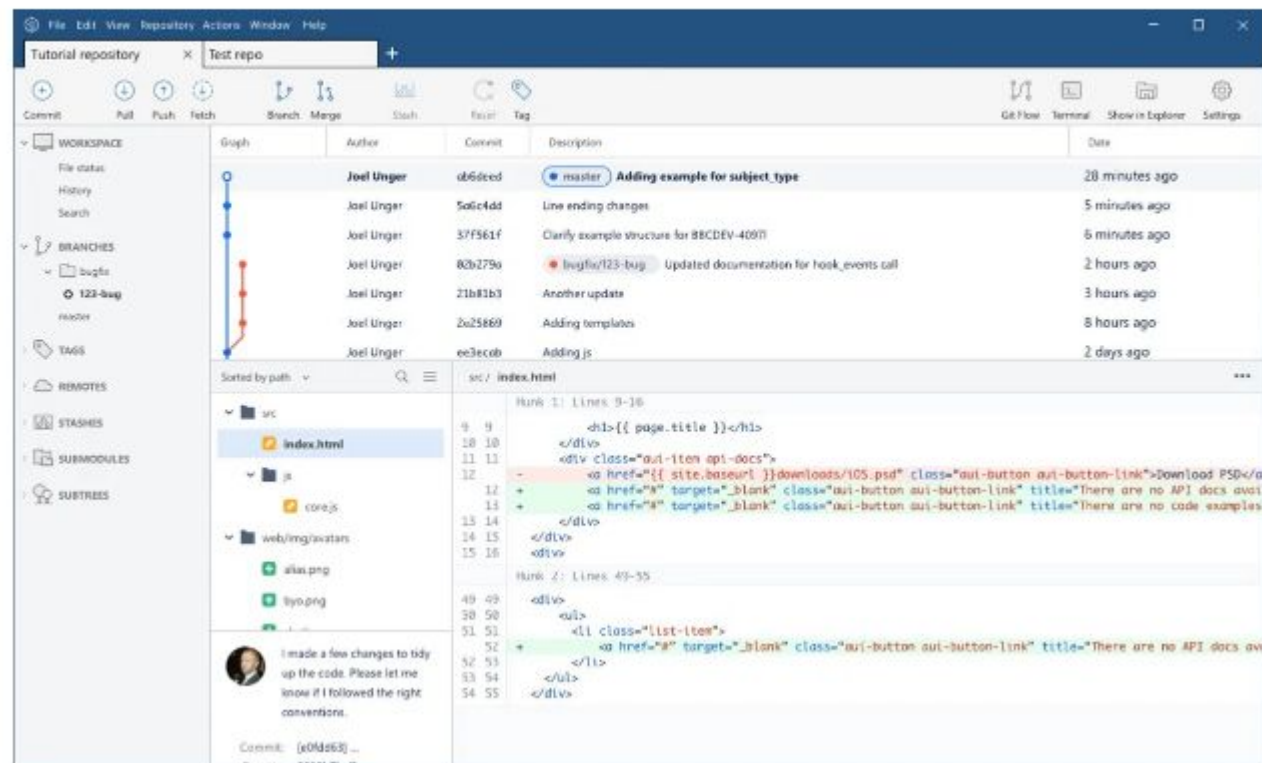 File Edit View Repository Actions Window Help
Tutorial repository
Test repo
Commit Pull Push Fetch Branch Merge Stash Reset Tag Git Flow Terminal Show in Explorer Settings
WORKSPACE
File status
History
Search
BRANCHES
bugfix
123-bug
master
TAGS
REMOTES
STASHES
SUBMODULES
SUBTREES
Graph Author Commit Description Date
Joel Unger ab6deed master Adding example for subject_type 28 minutes ago
Joel Unger 5a6c4dd Line ending changes 5 minutes ago
Joel Unger 37f561f Clarify example structure for BBCDEV-40971 6 minutes ago
Joel Unger 82b279a bugfix/123-bug Updated documentation for hook_events call 2 hours ago
Joel Unger 21b81b3 Another update 3 hours ago
Joel Unger 2e25869 Adding templates 8 hours ago
Joel Unger ee3ecab Adding js 2 days ago
Sorted by path
src
index.html
js
core.js
web/img/avatars
alias.png
tiyo.png
I made a few changes to tidy
up the code. Please let me
know if I followed the right
conventions.
Commit:
src / index.html
Hunk 1: Lines 9-16
9 9 <h1>{{ page.title }}</h1>
10 10 </div>
11 11 <div class="aui-item api-docs">
12 - <a href="{{ site.baseurl }}downloads/iOS.psd" class="aui-button aui-button-link">Download PSD</a
12 + <a href="#" target="_blank" class="aui-button aui-button-link" title="There are no API docs avai
13 + <a href="#" target="_blank" class="aui-button aui-button-link" title="There are no code examples
13 14 </div>
14 15 </div>
15 16 <div>
Hunk 2: Lines 49-55
49 49 <div>
50 50 <ul>
51 51 <li class="list-item">
52 + <a href="#" target="_blank" class="aui-button aui-button-link" title="There are no API docs ava
52 53 </li>
53 54 </ul>
54 55 </div>